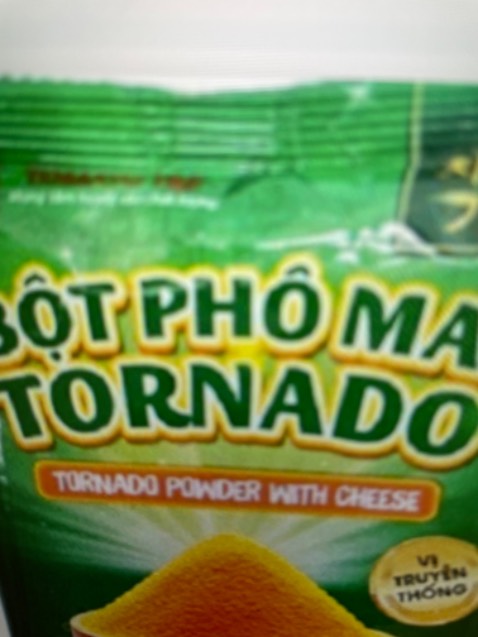 BỘT PHÔ MA
TORNADO
TORNADO POWDER WITH CHEESE
VỊ
TRUYỀN
THỐNG